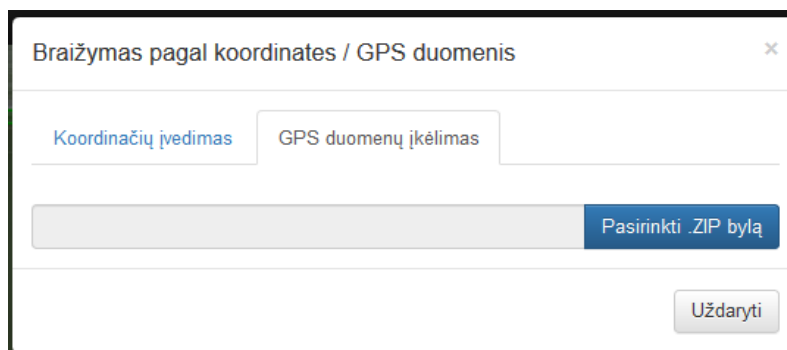 Braižymas pagal koordinates / GPS duomenis ×
Koordinačių įvedimas GPS duomenų įkėlimas
Pasirinkti .ZIP bylą
Uždaryti